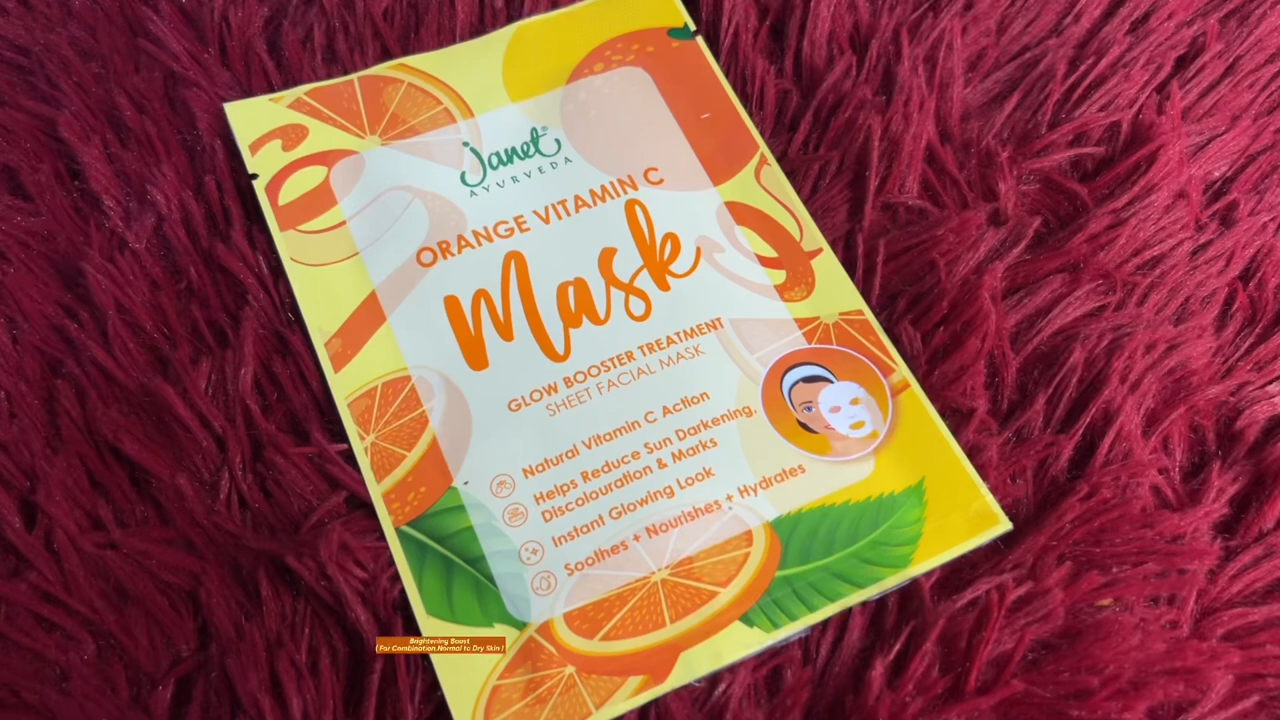 Janet®
AYURVEDA
ORANGE VITAMIN C
Mask
GLOW BOOSTER TREATMENT
SHEET FACIAL MASK
Natural Vitamin C Action
Helps Reduce Sun Darkening,
Discolouration & Marks
Instant Glowing Look
Soothes + Nourishes + Hydrates
Brightening Boost
( For Combination,Normal to Dry Skin )